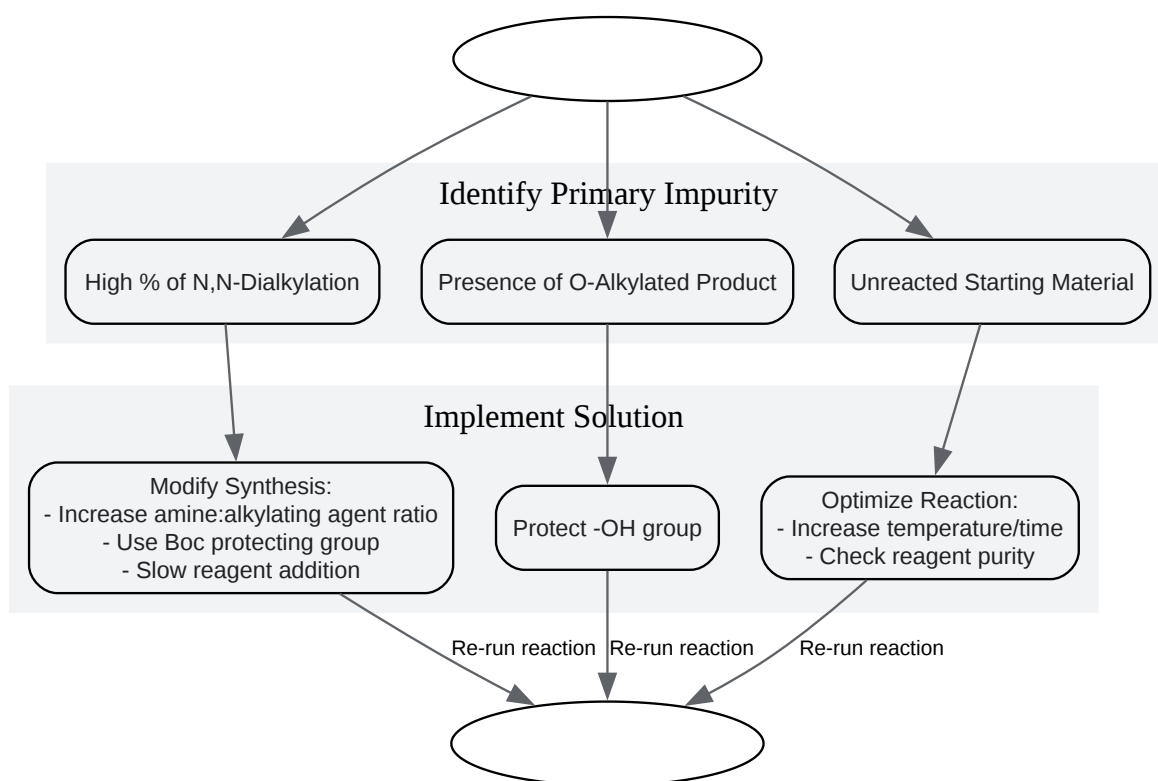 Identify Primary Impurity
High % of N,N-Dialkylation
Presence of O-Alkylated Product
Unreacted Starting Material
Implement Solution
Modify Synthesis:
- Increase amine:alkylating agent ratio
- Use Boc protecting group
- Slow reagent addition
Protect -OH group
Optimize Reaction:
- Increase temperature/time
- Check reagent purity
Re-run reaction
Re-run reaction
Re-run reaction